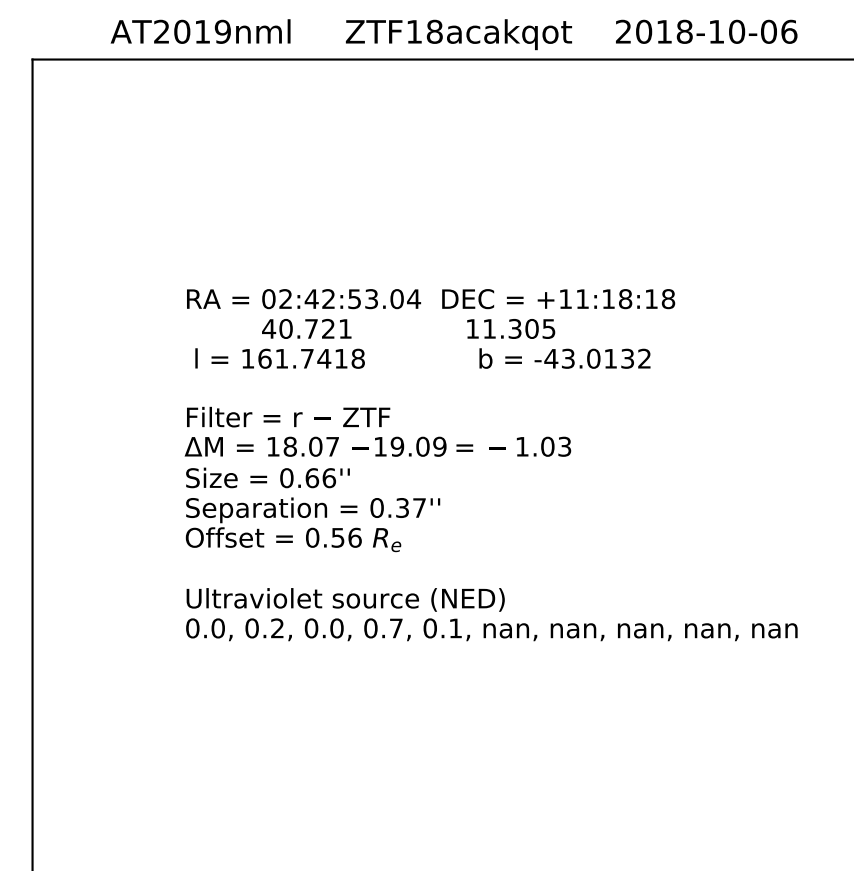 AT2019nml ZTF18acakqot 2018-10-06
RA = 02:42:53.04 DEC = +11:18:18
40.721 11.305
l = 161.7418 b = -43.0132
Filter = r − ZTF
ΔM = 18.07 −19.09 = − 1.03
Size = 0.66''
Separation = 0.37''
Offset = 0.56 Rₑ
Ultraviolet source (NED)
0.0, 0.2, 0.0, 0.7, 0.1, nan, nan, nan, nan, nan